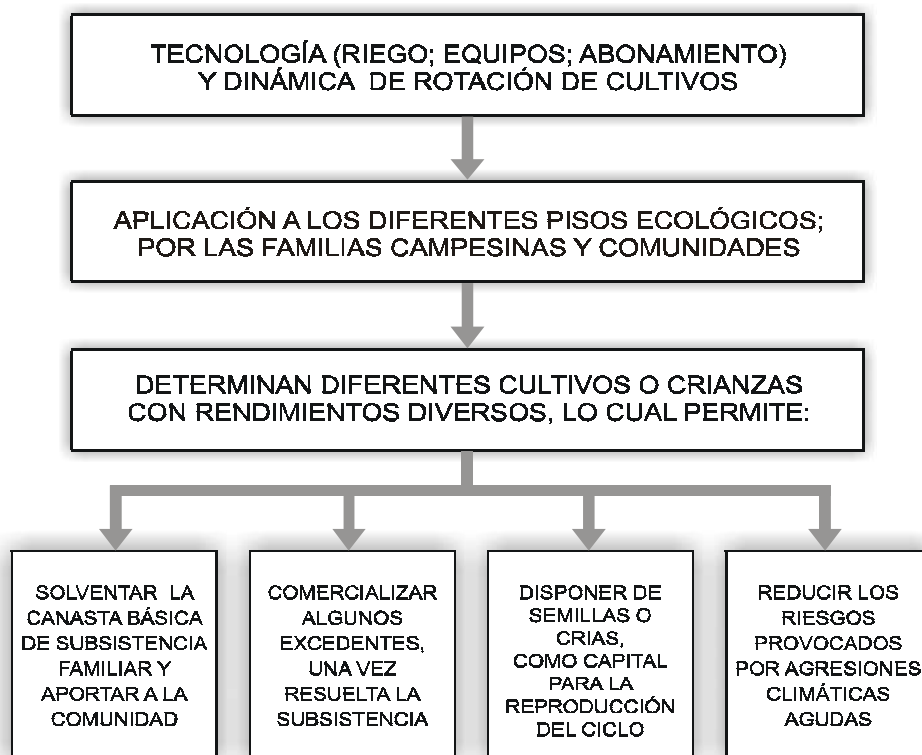 TECNOLOGÍA (RIEGO; EQUIPOS; ABONAMIENTO)
Y DINÁMICA DE ROTACIÓN DE CULTIVOS
APLICACIÓN A LOS DIFERENTES PISOS ECOLÓGICOS;
POR LAS FAMILIAS CAMPESINAS Y COMUNIDADES
DETERMINAN DIFERENTES CULTIVOS O CRIANZAS
CON RENDIMIENTOS DIVERSOS, LO CUAL PERMITE:
SOLVENTAR LA
CANASTA BÁSICA
DE SUBSISTENCIA
FAMILIAR Y
APORTAR A LA
COMUNIDAD
COMERCIALIZAR
ALGUNOS
EXCEDENTES,
UNA VEZ
RESUELTA LA
SUBSISTENCIA
DISPONER DE
SEMILLAS O
CRIAS,
COMO CAPITAL
PARA LA
REPRODUCCIÓN
DEL CICLO
REDUCIR LOS
RIESGOS
PROVOCADOS
POR AGRESIONES
CLIMÁTICAS
AGUDAS